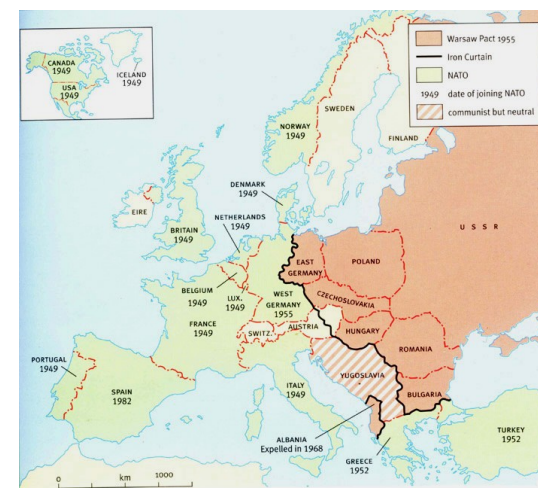 CANADA
1949
USA
1949
ICELAND
1949
Warsaw Pact 1955
Iron Curtain
NATO
1949 date of joining NATO
communist but neutral
SWEDEN
NORWAY
1949
FINLAND
DENMARK
1949
NETHERLANDS
1949
EIRE
BRITAIN
1949
U S S R
EAST
GERMANY
POLAND
BELGIUM
1949
LUX.
1949
WEST
GERMANY
1955
CZECHOSLOVAKIA
FRANCE
1949
SWITZ.
AUSTRIA
HUNGARY
ROMANIA
PORTUGAL
1949
SPAIN
1982
ITALY
1949
YUGOSLAVIA
BULGARIA
ALBANIA
Expelled in 1968
GREECE
1952
TURKEY
1952
0 km 1000